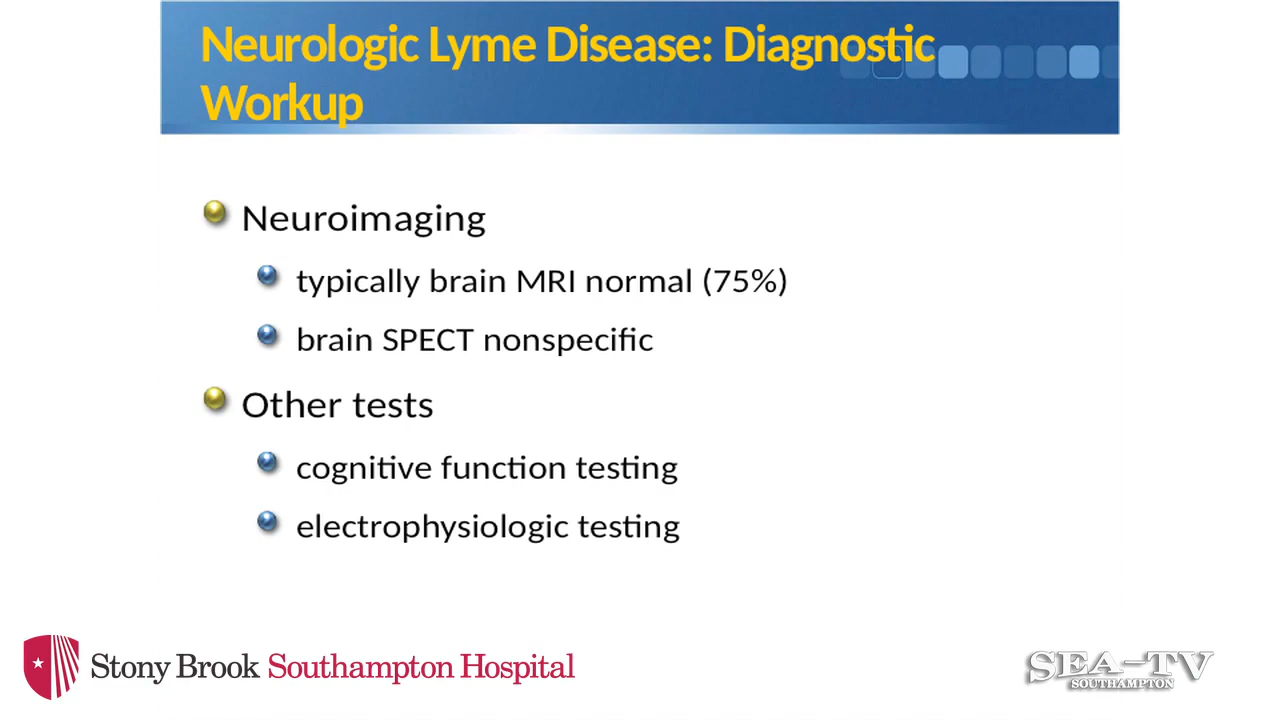 Neurologic Lyme Disease: Diagnostic
Workup
Neuroimaging
typically brain MRI normal (75%)
brain SPECT nonspecific
Other tests
cognitive function testing
electrophysiologic testing
Stony Brook Southampton Hospital
SEA-TV
SOUTHAMPTON